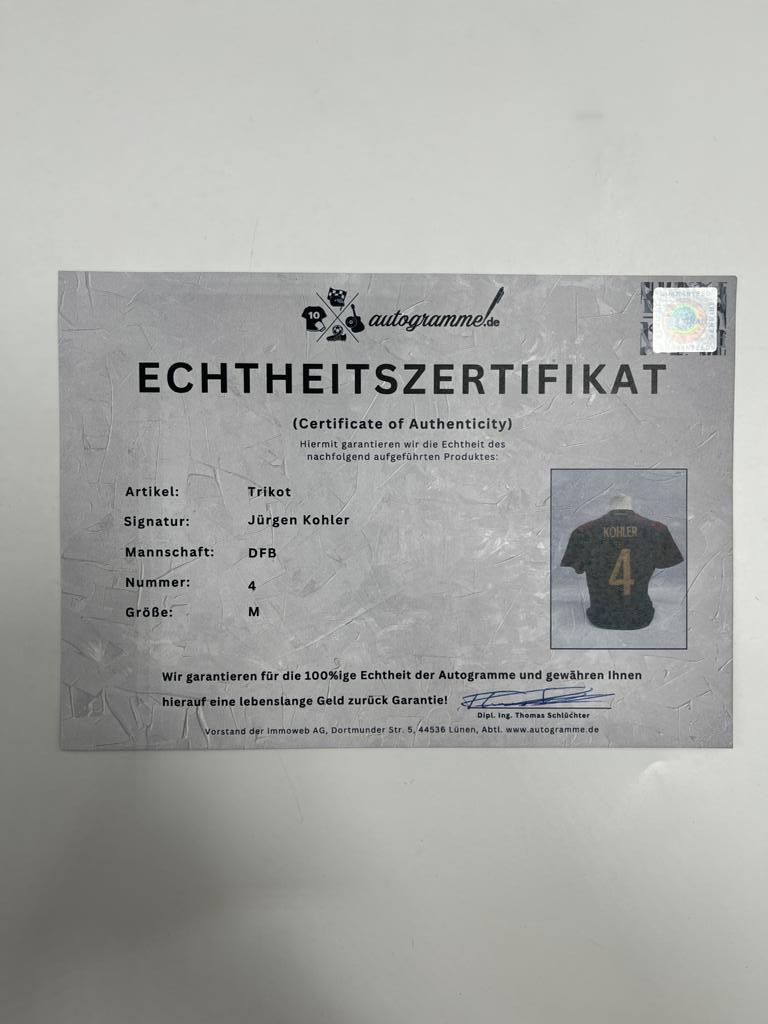 10
autogramme.de
ECHTHEITSZERTIFIKAT
(Certificate of Authenticity)
Hiermit garantieren wir die Echtheit des
nachfolgend aufgeführten Produktes:
Artikel: Trikot
Signatur: Jürgen Kohler
Mannschaft: DFB
Nummer: 4
Größe: M
KOHLER
4
Wir garantieren für die 100%ige Echtheit der Autogramme und gewähren Ihnen
hierauf eine lebenslange Geld zurück Garantie!
Dipl. Ing. Thomas Schlüchter
Vorstand der Immoweb AG, Dortmunder Str. 5, 44536 Lünen, Abtl. www.autogramme.de